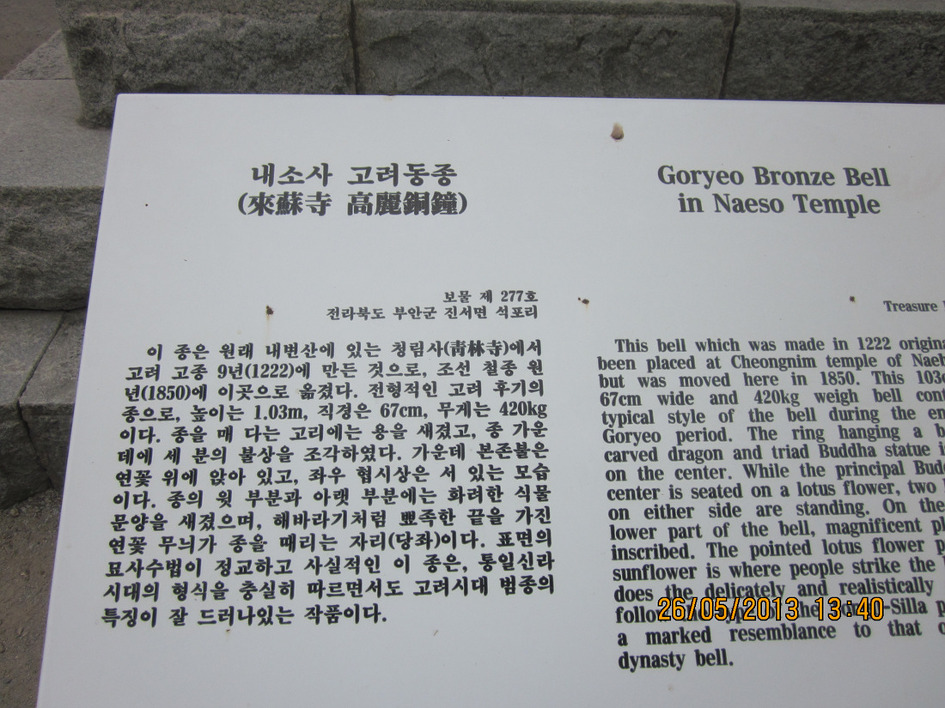 내소사 고려동종
(來蘇寺 高麗銅鐘)
보물 제 277호
전라북도 부안군 진서면 석포리
이 종은 원래 내변산에 있는 청림사(靑林寺)에서
고려 고종 9년(1222)에 만든 것으로, 조선 철종 원
년(1850)에 이곳으로 옮겼다. 전형적인 고려 후기의
종으로, 높이는 1.03m, 직경은 67cm, 무게는 420kg
이다. 종을 매 다는 고리에는 용을 새겼고, 종 가운
데에 세 분의 불상을 조각하였다. 가운데 본존불은
연꽃 위에 앉아 있고, 좌우 협시상은 서 있는 모습
이다. 종의 윗 부분과 아랫 부분에는 화려한 식물
문양을 새겼으며, 해바라기처럼 뾰족한 끝을 가진
연꽃 무늬가 종을 때리는 자리(당좌)이다. 표면의
묘사수법이 정교하고 사실적인 이 종은, 통일신라
시대의 형식을 충실히 따르면서도 고려시대 범종의
특징이 잘 드러나있는 작품이다.
Goryeo Bronze Bell
in Naeso Temple
Treasure
This bell which was made in 1222
been placed at Cheongnim temple of
but was moved here in 1850. This
67cm wide and 420kg weigh bell
typical style of the bell during the
Goryeo period. The ring hanging a
carved dragon and triad Buddha statue
on the center. While the principal
center is seated on a lotus flower, two
on either side are standing. On the
lower part of the bell, magnificent
inscribed. The pointed lotus flower
sunflower is where people strike the
does the delicately and realistically
-Silla
a marked resemblance to that
dynasty bell.
26/05/2013 13:40